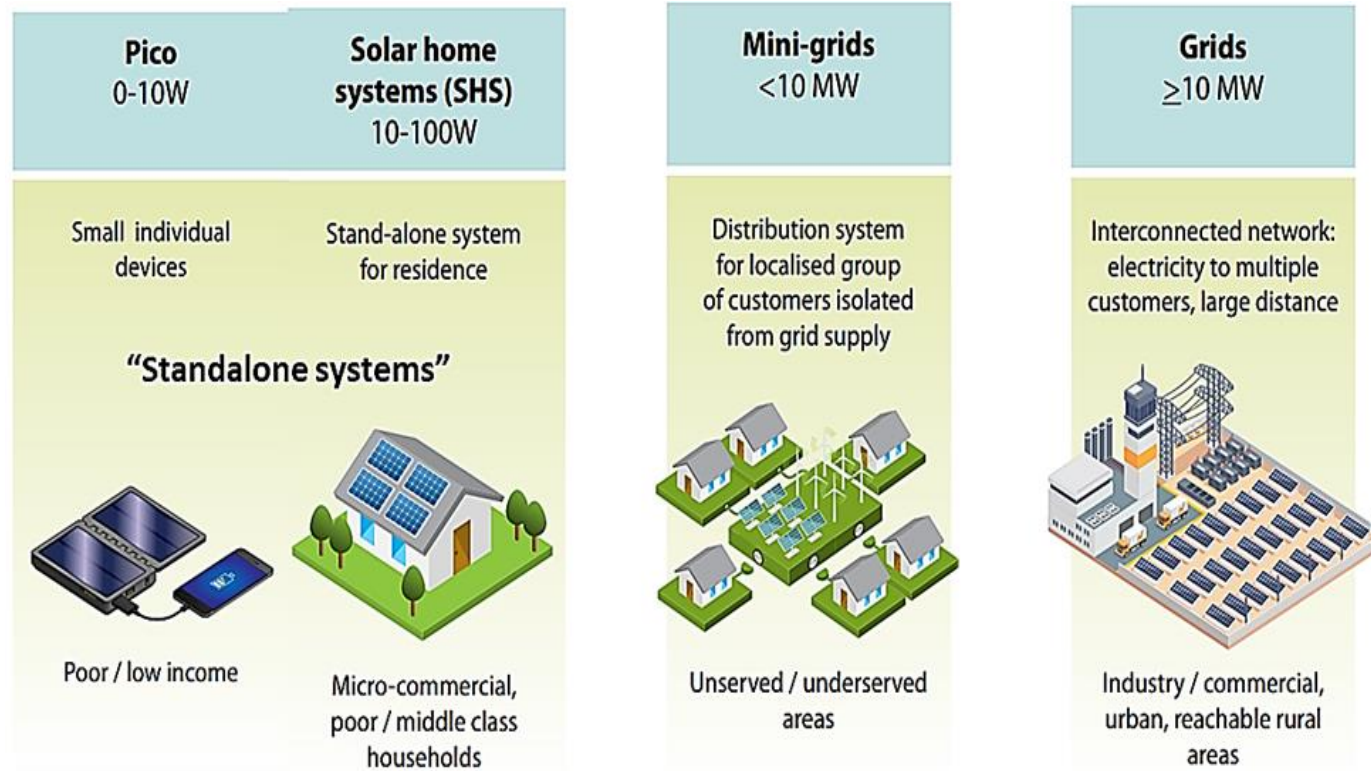 Pico
0-10W
Solar home
systems (SHS)
10-100W
Mini-grids
<10 MW
Grids
≥10 MW
Small individual
devices
Stand-alone system
for residence
Distribution system
for localised group
of customers isolated
from grid supply
Interconnected network:
electricity to multiple
customers, large distance
“Standalone systems”
Poor / low income
Micro-commercial,
poor / middle class
households
Unserved / underserved
areas
Industry / commercial,
urban, reachable rural
areas